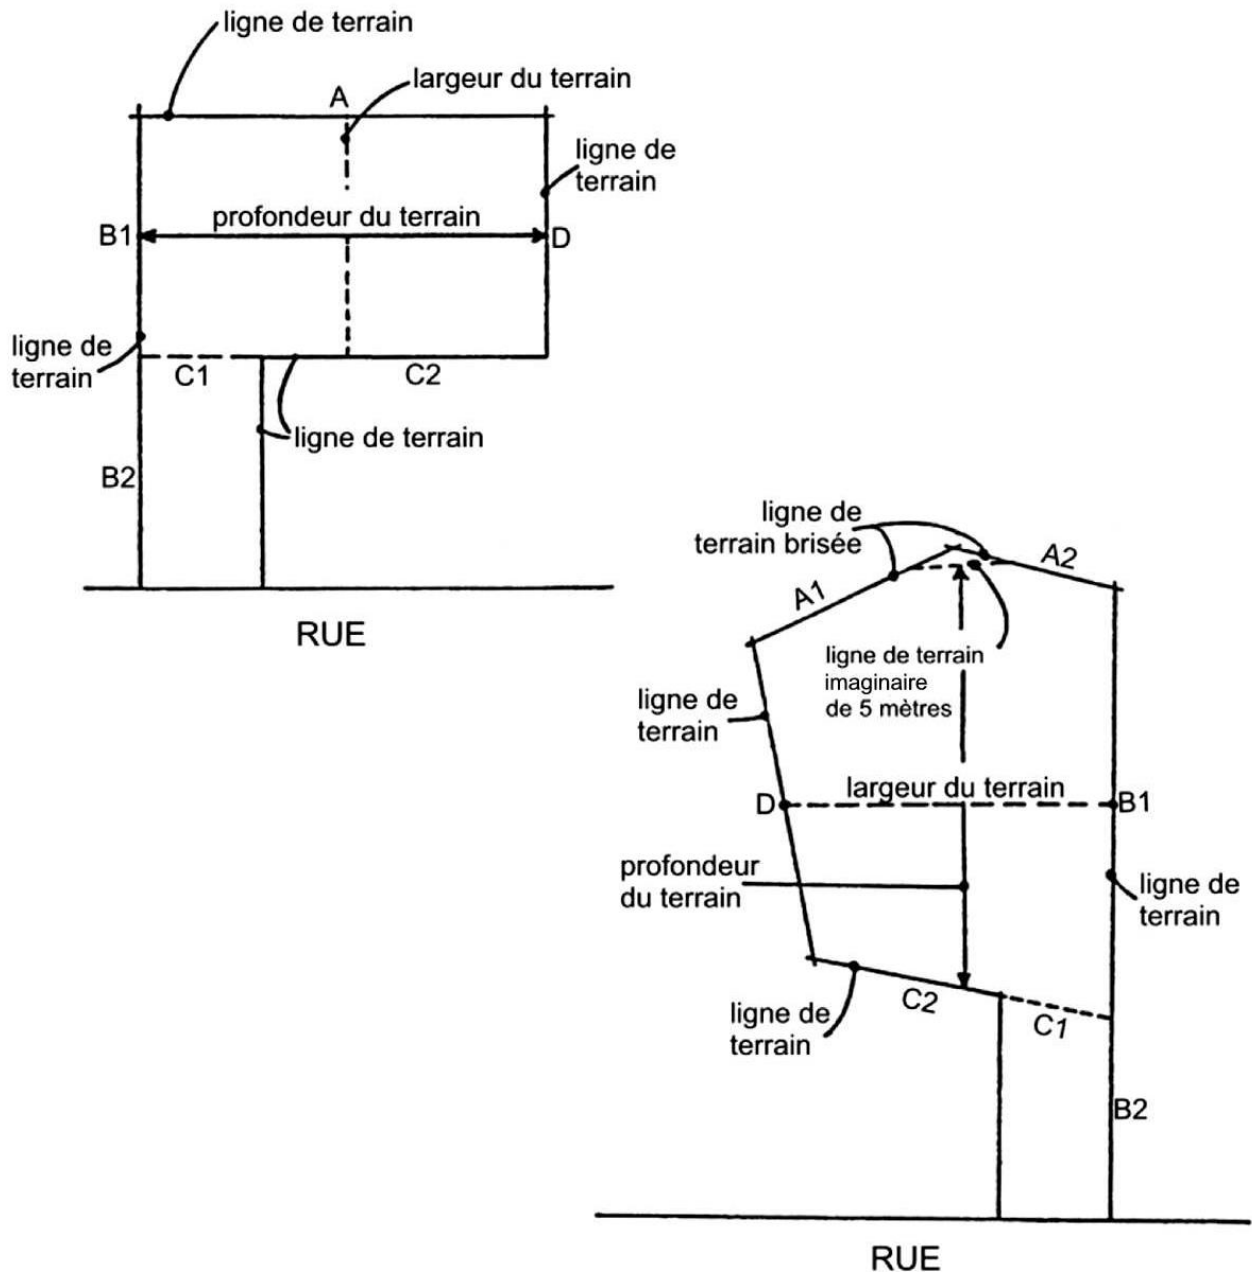 ligne de terrain
largeur du terrain
A
ligne de
terrain
profondeur du terrain
B1
D
ligne de
terrain
C1
C2
ligne de terrain
B2
RUE
ligne de
terrain brisée
A2
A1
ligne de terrain
imaginaire
de 5 mètres
ligne de
terrain
largeur du terrain
D
B1
profondeur
du terrain
ligne de
terrain
C2
C1
ligne de
terrain
B2
RUE